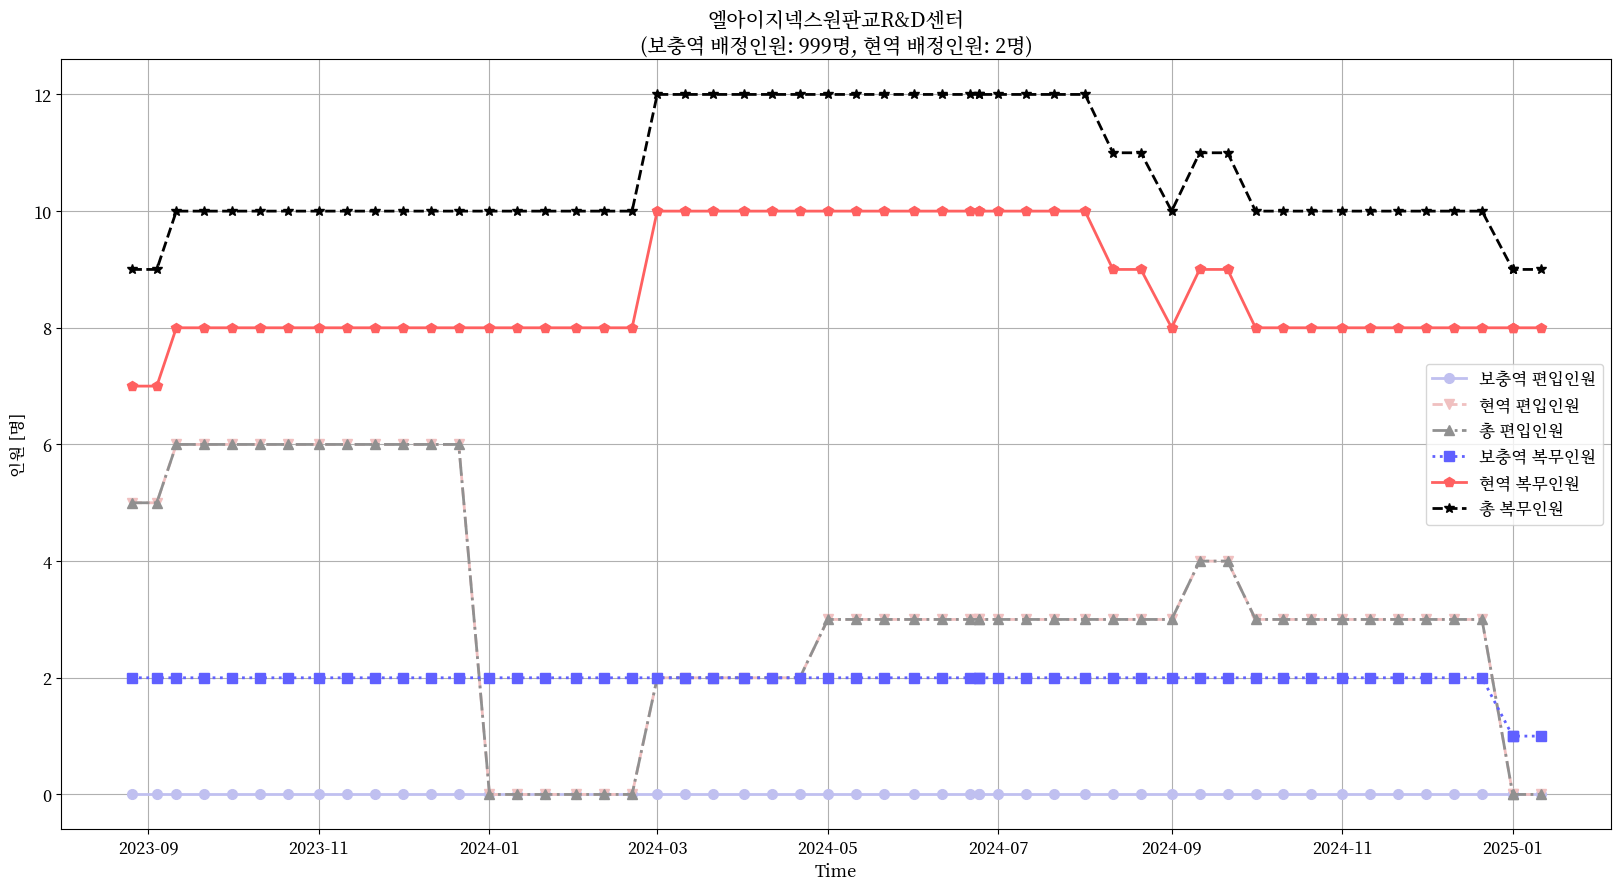 엘아이지넥스원판교R&D센터
(보충역 배정인원: 999명, 현역 배정인원: 2명)
인원 [명]
12
10
8
6
4
2
0
보충역 편입인원
현역 편입인원
총 편입인원
보충역 복무인원
현역 복무인원
총 복무인원
2023-09
2023-11
2024-01
2024-03
2024-05
2024-07
2024-09
2024-11
2025-01
Time